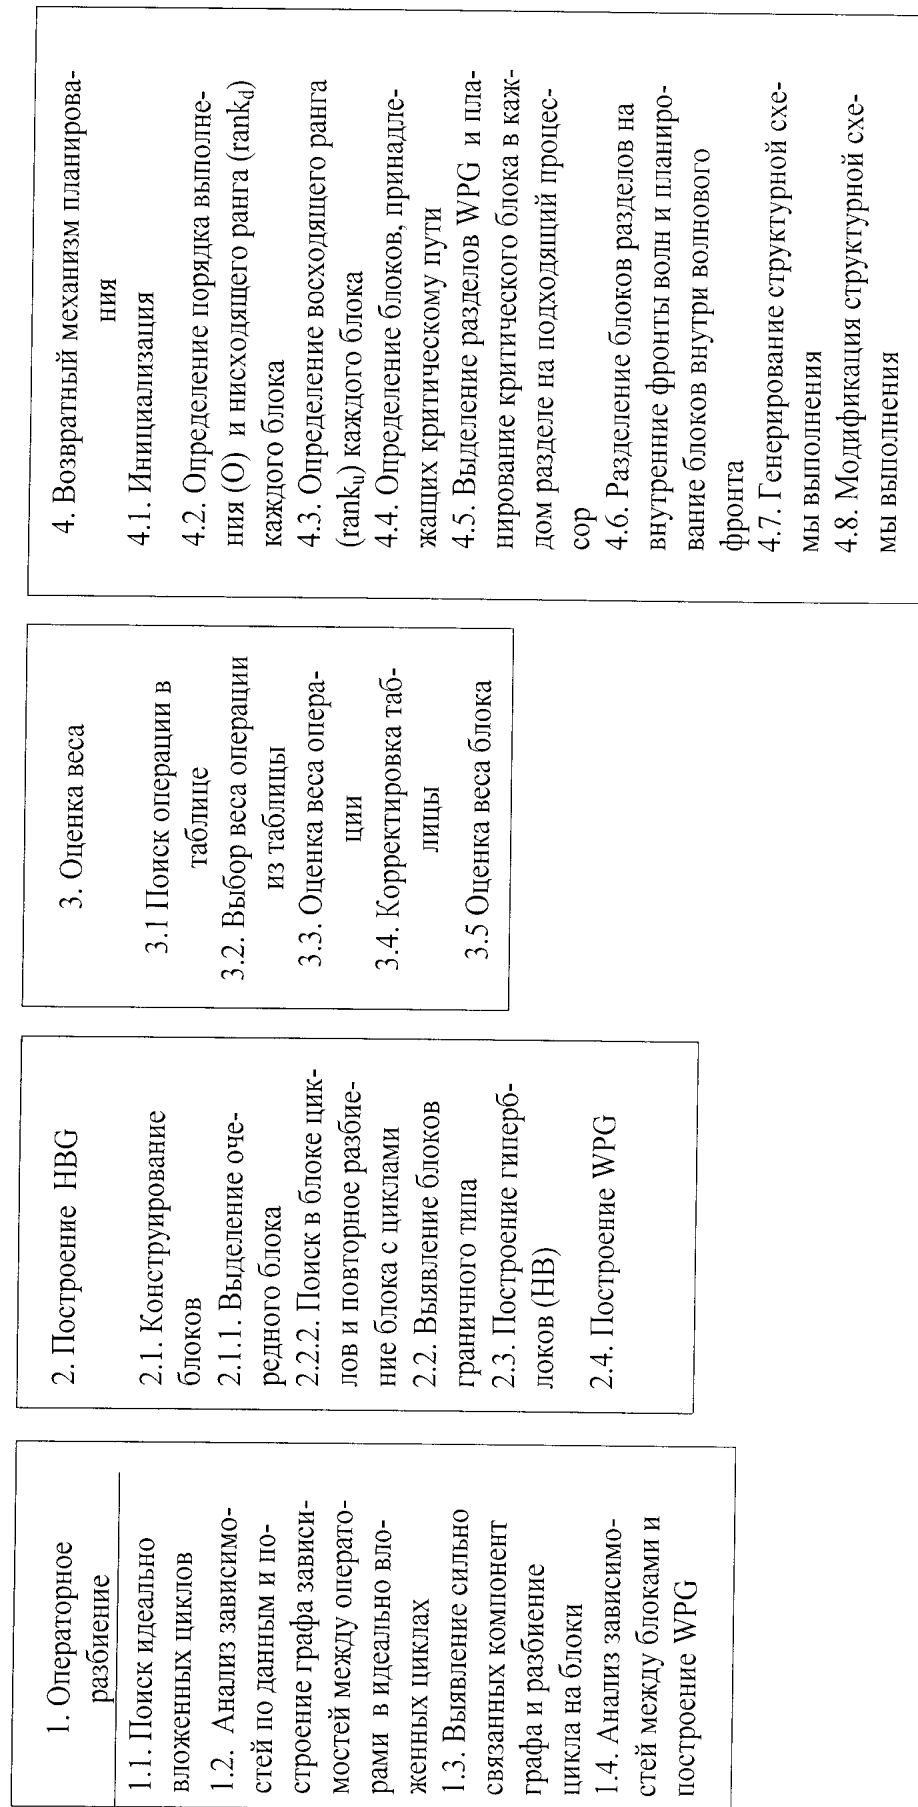 1. Операторное
разбиение
1.1. Поиск идеально
вложенных циклов
1.2. Анализ зависимо-
стей по данным и по-
строение графа зависи-
мостей между операто-
рами в идеально вло-
женных циклах
1.3. Выявление сильно
связанных компонент
графа и разбиение
цикла на блоки
1.4. Анализ зависимо-
стей между блоками и
построение WPG
2. Построение HBG
2.1. Конструирование
блоков
2.1.1. Выделение оче-
редного блока
2.2.2. Поиск в блоке цик-
лов и повторное разбие-
ние блока с циклами
2.2. Выявление блоков
граничного типа
2.3. Построение гиперб-
локов (HB)
2.4. Построение WPG
3. Оценка веса
3.1 Поиск операции в
таблице
3.2. Выбор веса операции
из таблицы
3.3. Оценка веса опера-
ции
3.4. Корректировка таб-
лицы
3.5 Оценка веса блока
4. Возвратный механизм планирова-
ния
4.1. Инициализация
4.2. Определение порядка выполне-
ния (О) и нисходящего ранга (rank_d)
каждого блока
4.3. Определение восходящего ранга
(rank_u) каждого блока
4.4. Определение блоков, принадле-
жащих критическому пути
4.5. Выделение разделов WPG и пла-
нирование критического блока в каж-
дом разделе на подходящий процес-
сор
4.6. Разделение блоков разделов на
внутренние фронты волн и планиро-
вание блоков внутри волнового
фронта
4.7. Генерирование структурной схе-
мы выполнения
4.8. Модификация структурной схе-
мы выполнения